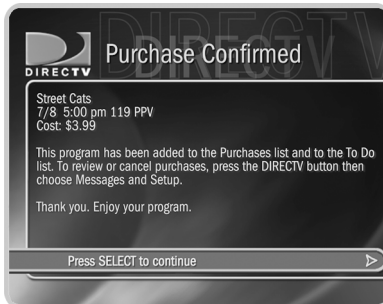 DIRECTV
Purchase Confirmed
DIRECTV
Street Cats
7/8 5:00 pm 119 PPV
Cost: $3.99
This program has been added to the Purchases list and to the To Do
list. To review or cancel purchases, press the DIRECTV button then
choose Messages and Setup.
Thank you. Enjoy your program.
Press SELECT to continue